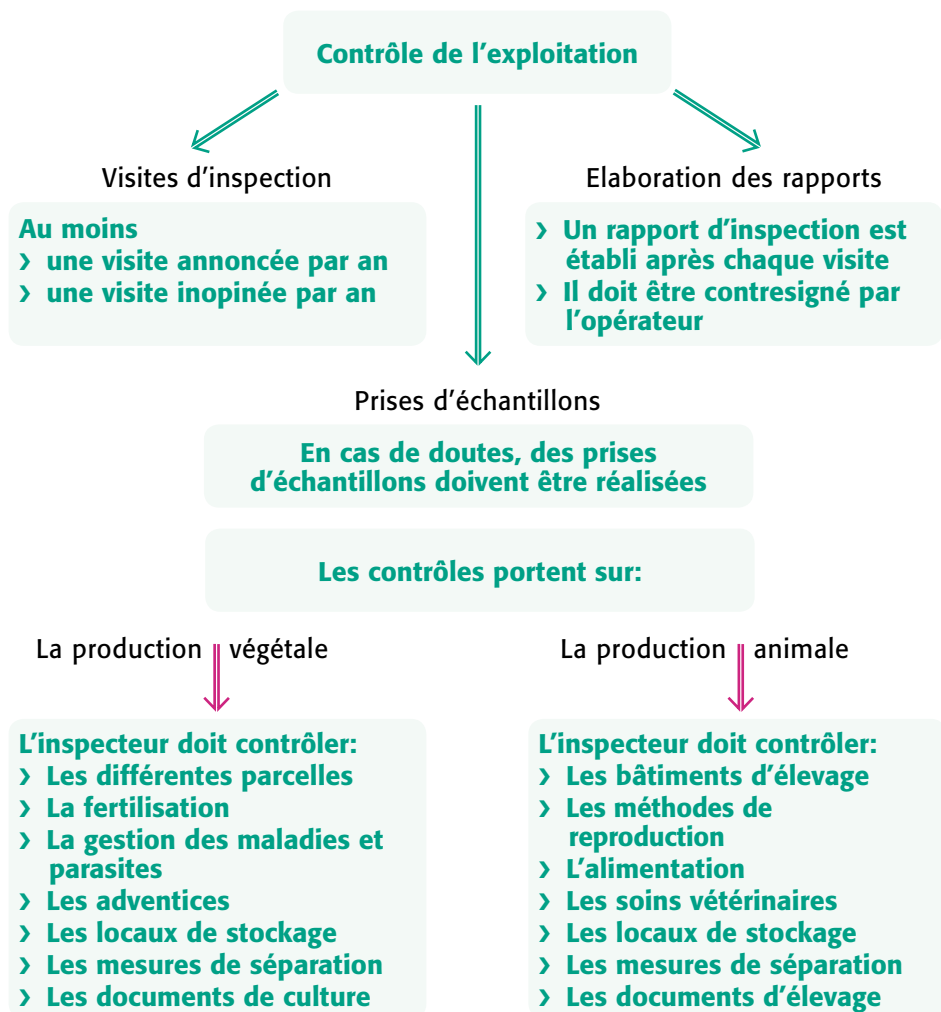 Contrôle de l'exploitation
Visites d'inspection
Au moins
› une visite annoncée par an
› une visite inopinée par an
Elaboration des rapports
› Un rapport d'inspection est
établi après chaque visite
› Il doit être contresigné par
l'opérateur
Prises d'échantillons
En cas de doutes, des prises
d'échantillons doivent être réalisées
Les contrôles portent sur:
La production végétale
L'inspecteur doit contrôler:
› Les différentes parcelles
› La fertilisation
› La gestion des maladies et
parasites
› Les adventices
› Les locaux de stockage
› Les mesures de séparation
› Les documents de culture
La production animale
L'inspecteur doit contrôler:
› Les bâtiments d'élevage
› Les méthodes de
reproduction
› L'alimentation
› Les soins vétérinaires
› Les locaux de stockage
› Les mesures de séparation
› Les documents d'élevage